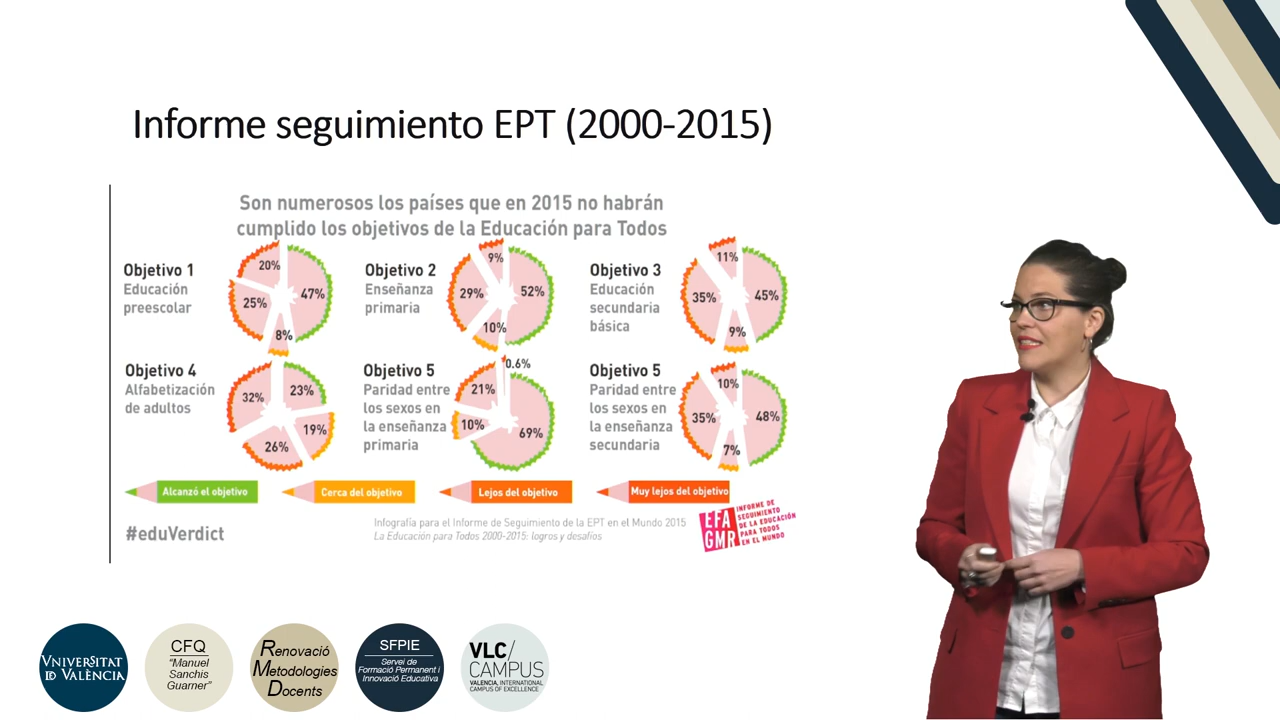 Informe seguimiento EPT (2000-2015)
Son numerosos los países que en 2015 no habrán
cumplido los objetivos de la Educación para Todos
Objetivo 1
Educación
preescolar
20%
47%
25%
8%
Objetivo 2
Enseñanza
primaria
9%
29%
52%
10%
Objetivo 3
Educación
secundaria
básica
11%
35%
45%
9%
Objetivo 4
Alfabetización
de adultos
32%
23%
19%
26%
Objetivo 5
Paridad entre
los sexos en
la enseñanza
primaria
0.6%
21%
10%
69%
Objetivo 5
Paridad entre
los sexos en
la enseñanza
secundaria
10%
35%
48%
7%
Alcanzó el objetivo
Cerca del objetivo
Lejos del objetivo
Muy lejos del objetivo
#eduVerdict
Infografía para el Informe de Seguimiento de la EPT en el Mundo 2015
La Educación para Todos 2000-2015: logros y desafíos
EFA
GMR
INFORME DE
SEGUIMIENTO
DE LA EDUCACIÓN
PARA TODOS
EN EL MUNDO
VNIVERSITAT
ID VALÈNCIA
CFQ
"Manuel
Sanchis
Guarner"
Renovació
Metodologies
Docents
SFPIE
Servei de
Formació Permanent i
Innovació Educativa
VLC/
CAMPUS
VALENCIA, INTERNATIONAL
CAMPUS OF EXCELLENCE